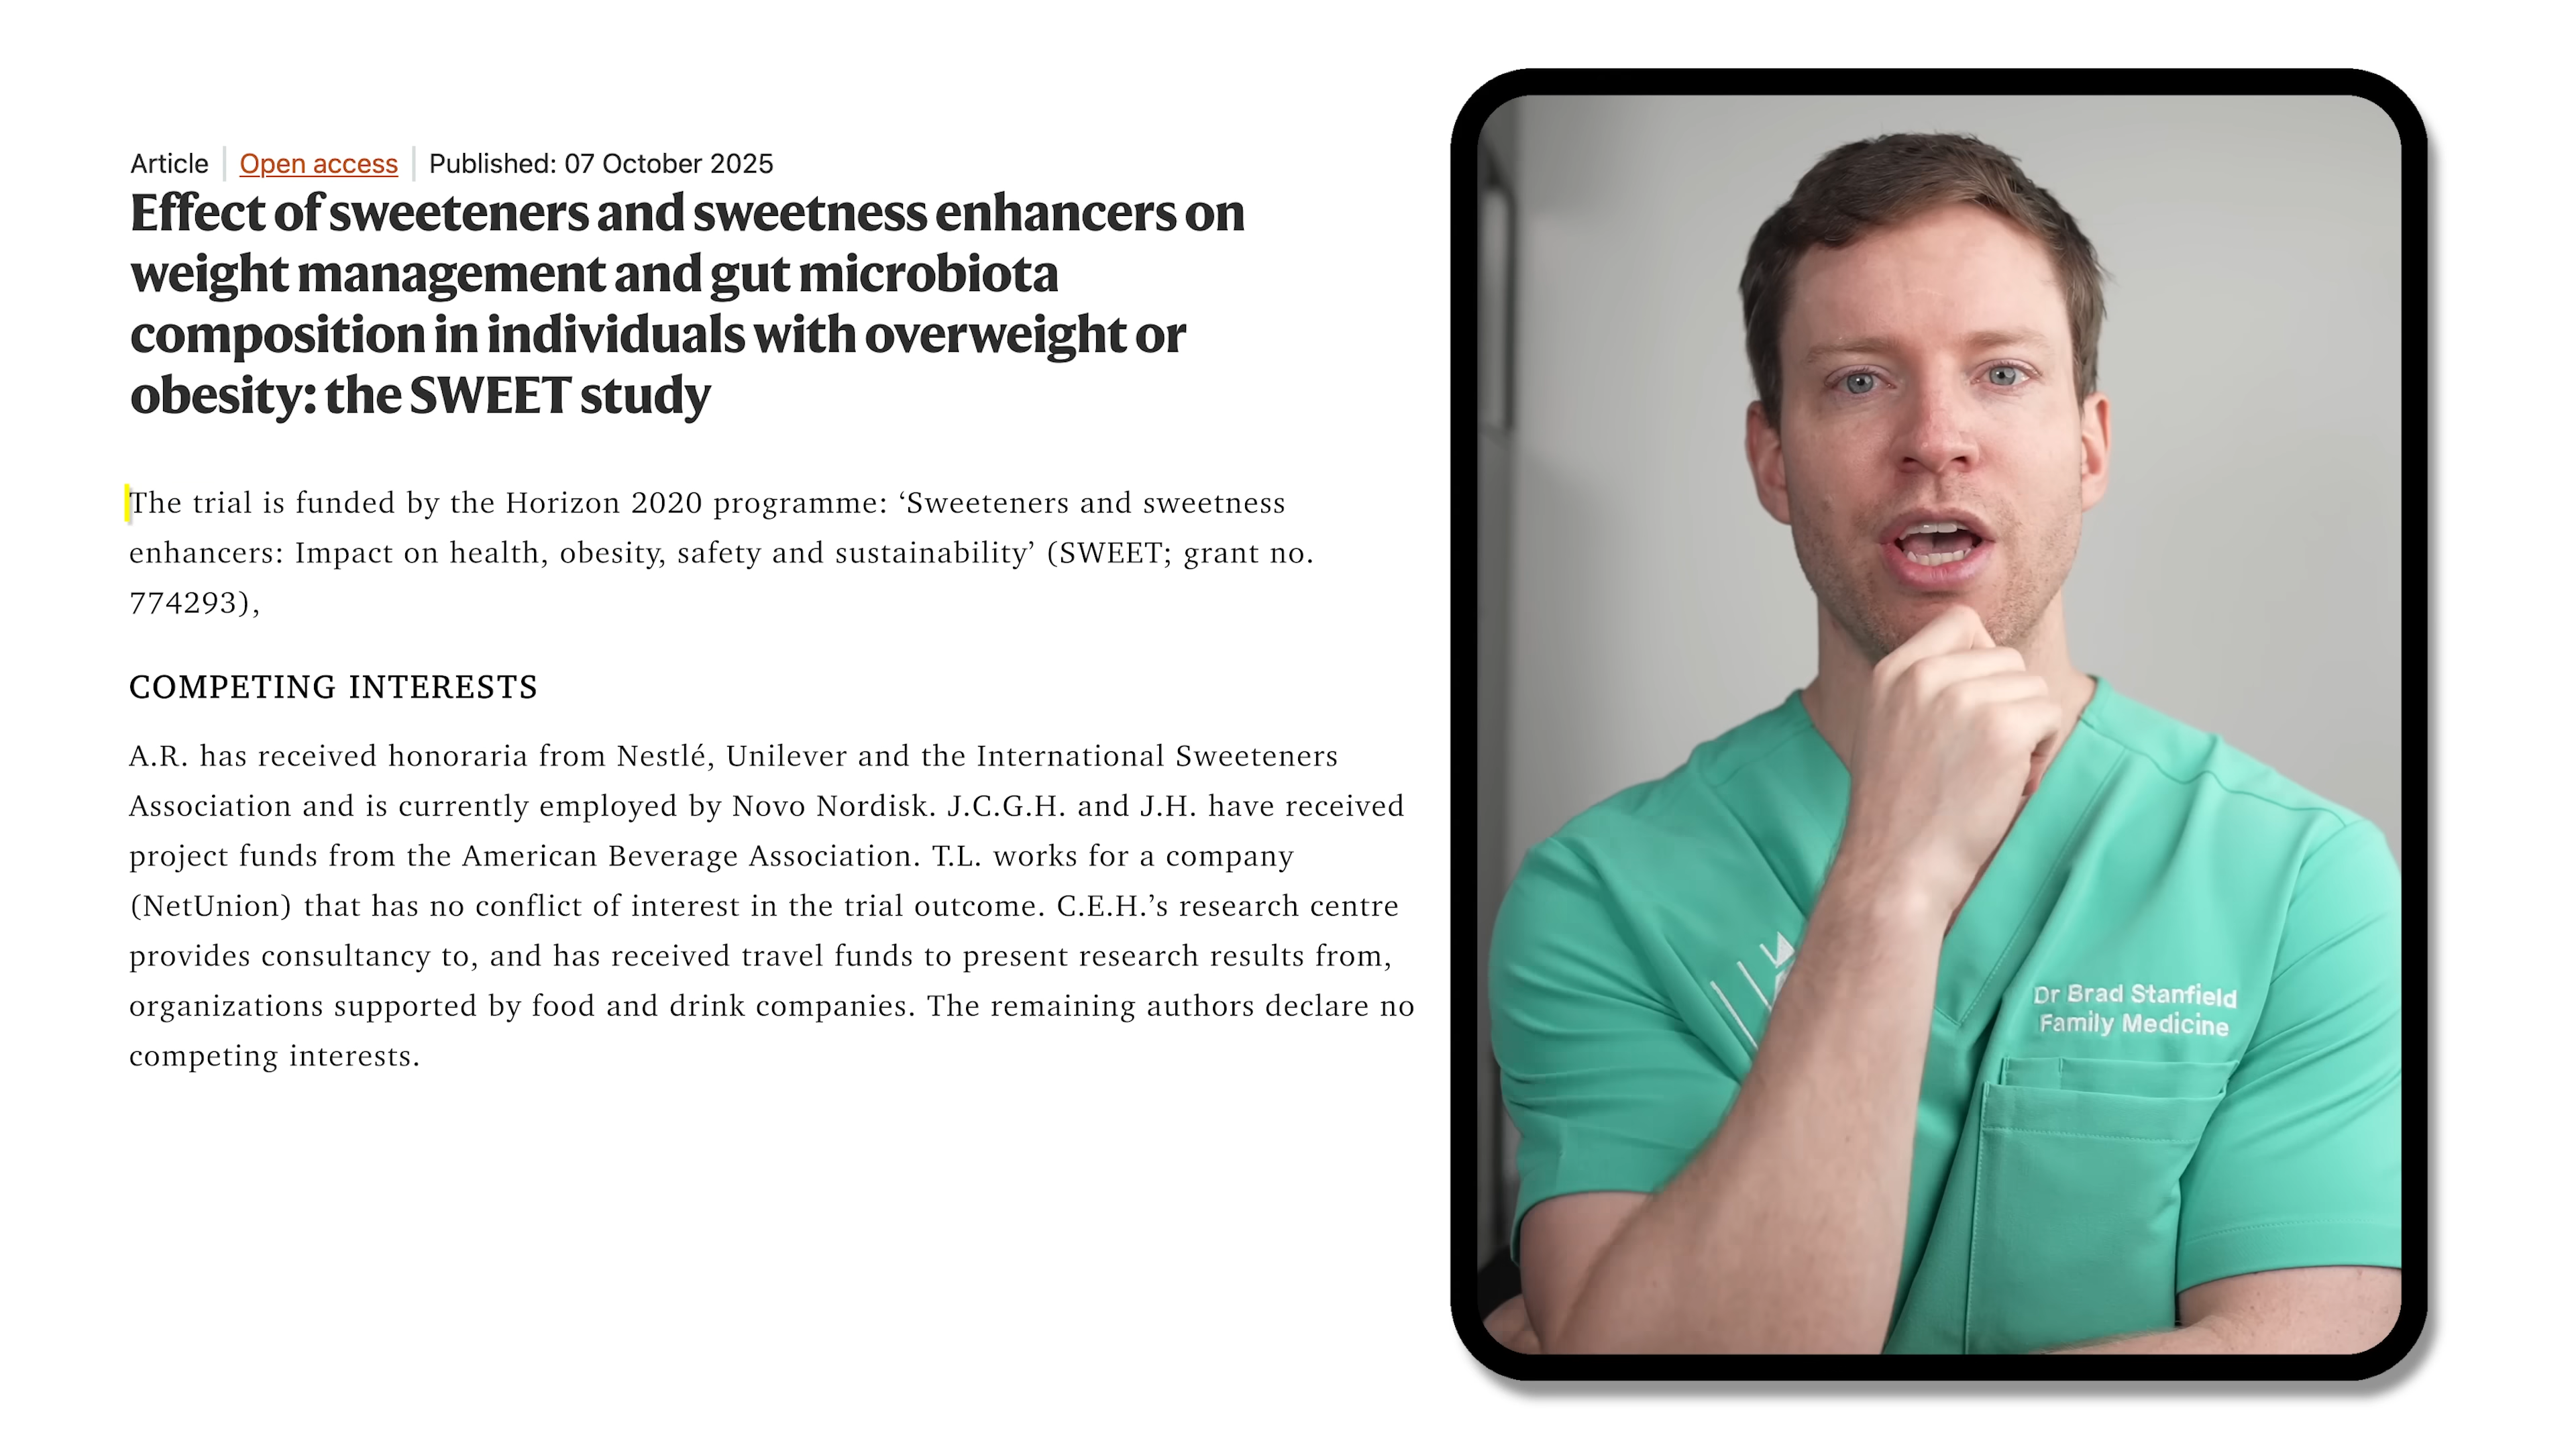 Article | Open access | Published: 07 October 2025
Effect of sweeteners and sweetness enhancers on
weight management and gut microbiota
composition in individuals with overweight or
obesity: the SWEET study
The trial is funded by the Horizon 2020 programme: ‘Sweeteners and sweetness
enhancers: Impact on health, obesity, safety and sustainability’ (SWEET; grant no.
774293),
COMPETING INTERESTS
A.R. has received honoraria from Nestlé, Unilever and the International Sweeteners
Association and is currently employed by Novo Nordisk. J.C.G.H. and J.H. have received
project funds from the American Beverage Association. T.L. works for a company
(NetUnion) that has no conflict of interest in the trial outcome. C.E.H.’s research centre
provides consultancy to, and has received travel funds to present research results from,
organizations supported by food and drink companies. The remaining authors declare no
competing interests.
Dr Brad Stanfield
Family Medicine